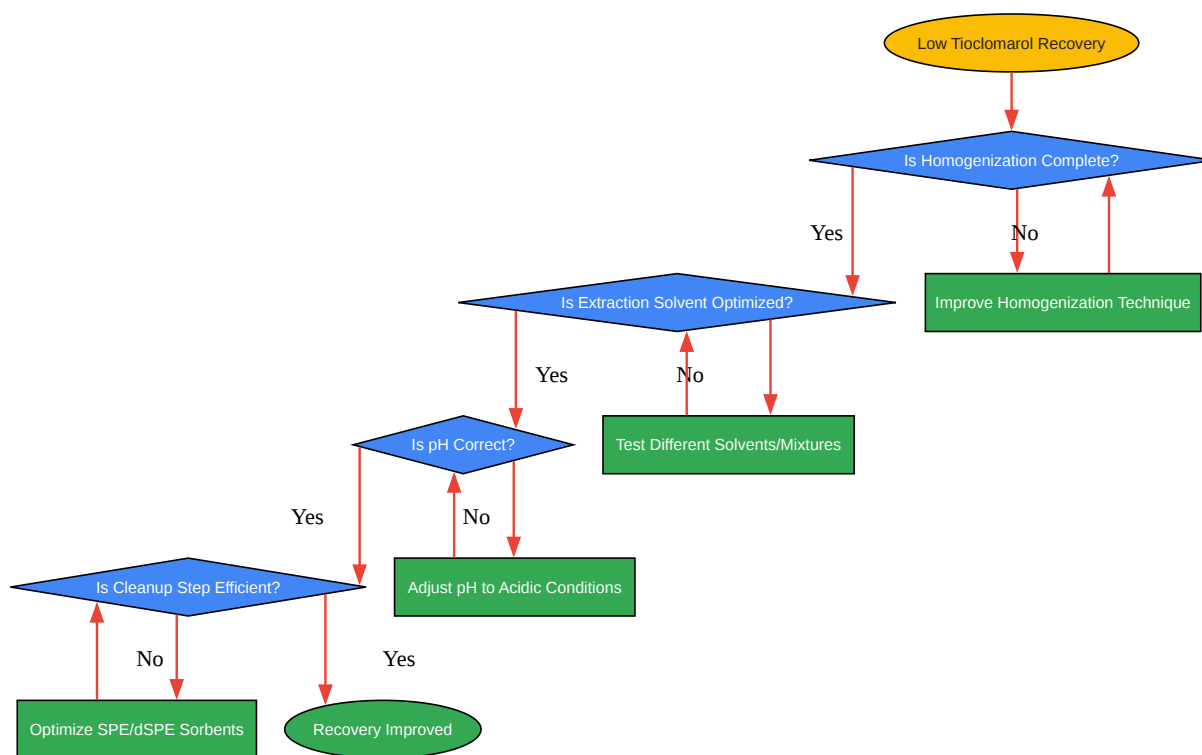 Low Tioclomarol Recovery
Is Homogenization Complete?
Yes
No
Is Extraction Solvent Optimized?
Improve Homogenization Technique
Yes
No
Is pH Correct?
Test Different Solvents/Mixtures
Yes
No
Is Cleanup Step Efficient?
Adjust pH to Acidic Conditions
No
Yes
Optimize SPE/dSPE Sorbents
Recovery Improved